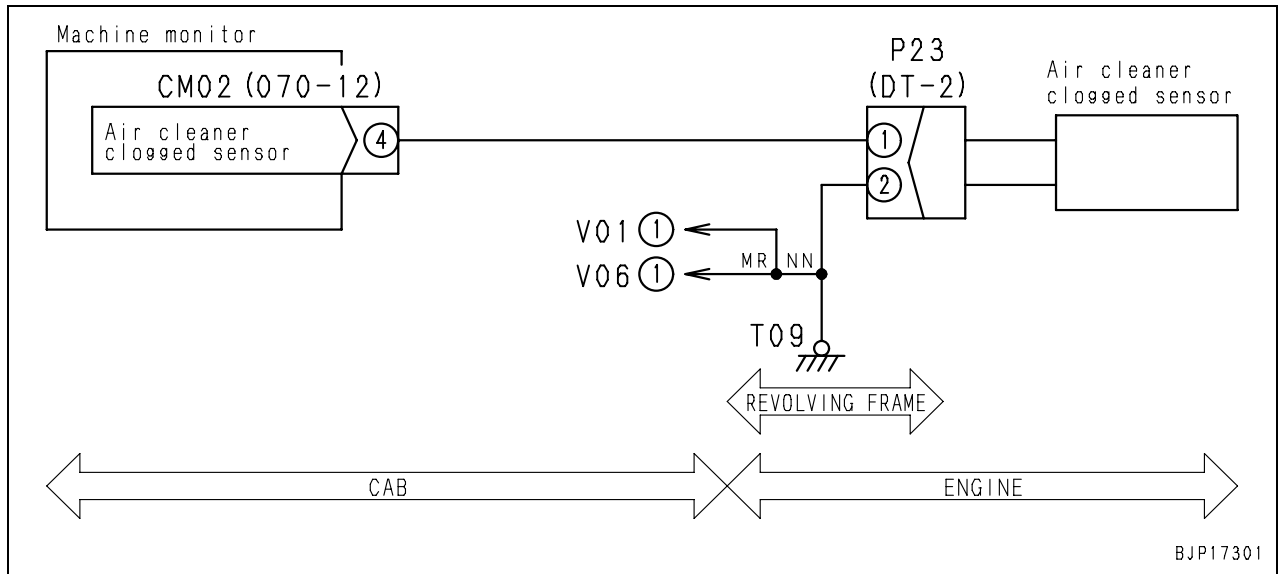 Machine monitor
CM02 (070-12)
Air cleaner
clogged sensor
4
P23
(DT-2)
1
2
Air cleaner
clogged sensor
V01 1
V06 1
MR NN
T09
REVOLVING FRAME
CAB
ENGINE
BJP17301